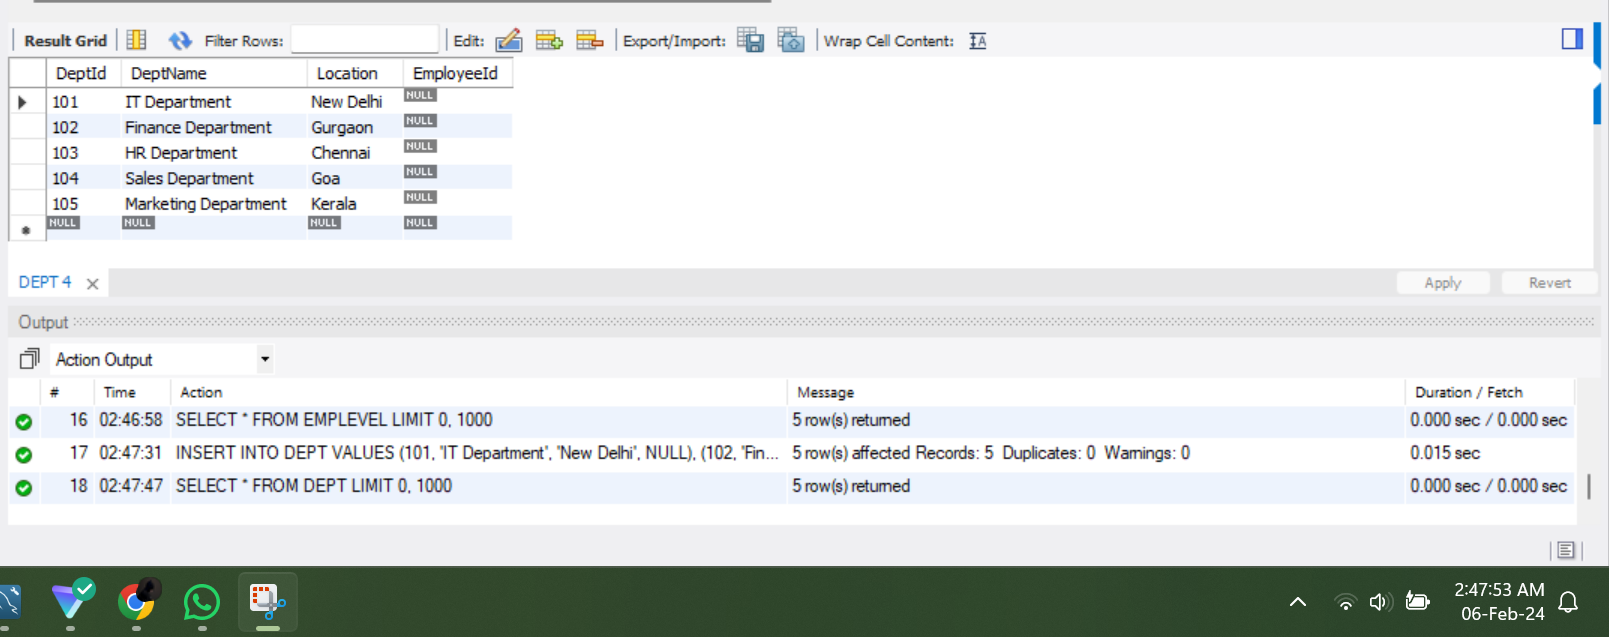 Result Grid Filter Rows: Edit: Export/Import: Wrap Cell Content: IA
DeptId DeptName Location EmployeeId
101 IT Department New Delhi NULL
102 Finance Department Gurgaon NULL
103 HR Department Chennai NULL
104 Sales Department Goa NULL
105 Marketing Department Kerala NULL
NULL NULL NULL NULL
DEPT 4 Apply Revert
Output
Action Output
# Time Action Message Duration / Fetch
16 02:46:58 SELECT * FROM EMPLEVEL LIMIT 0, 1000 5 row(s) returned 0.000 sec / 0.000 sec
17 02:47:31 INSERT INTO DEPT VALUES (101, 'IT Department', 'New Delhi', NULL), (102, 'Fin... 5 row(s) affected Records: 5 Duplicates: 0 Warnings: 0 0.015 sec
18 02:47:47 SELECT * FROM DEPT LIMIT 0, 1000 5 row(s) returned 0.000 sec / 0.000 sec
2:47:53 AM
06-Feb-24